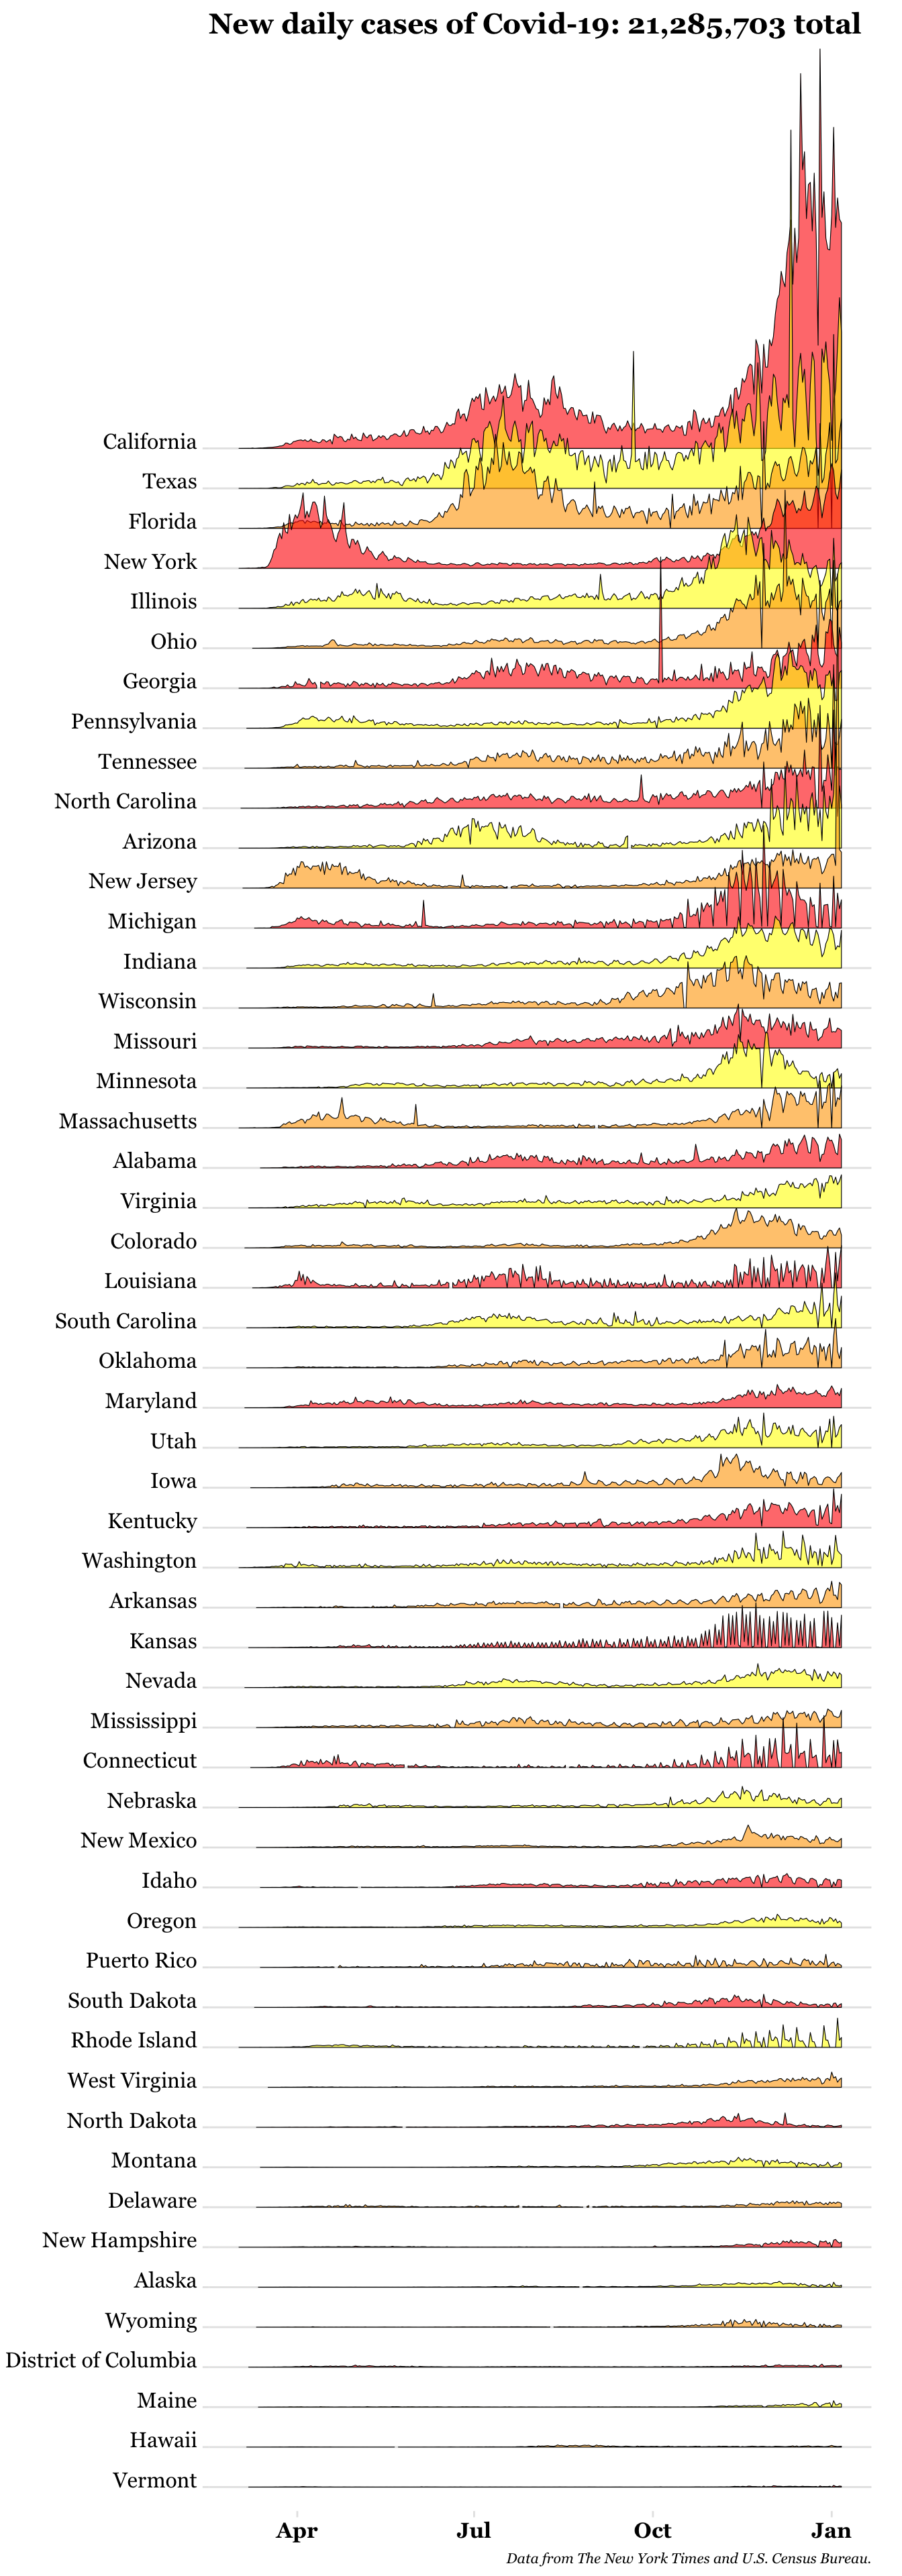 New daily cases of Covid-19: 21,285,703 total
California
Texas
Florida
New York
Illinois
Ohio
Georgia
Pennsylvania
Tennessee
North Carolina
Arizona
New Jersey
Michigan
Indiana
Wisconsin
Missouri
Minnesota
Massachusetts
Alabama
Virginia
Colorado
Louisiana
South Carolina
Oklahoma
Maryland
Utah
Iowa
Kentucky
Washington
Arkansas
Kansas
Nevada
Mississippi
Connecticut
Nebraska
New Mexico
Idaho
Oregon
Puerto Rico
South Dakota
Rhode Island
West Virginia
North Dakota
Montana
Delaware
New Hampshire
Alaska
Wyoming
District of Columbia
Maine
Hawaii
Vermont
Apr Jul Oct Jan
Data from The New York Times and U.S. Census Bureau.